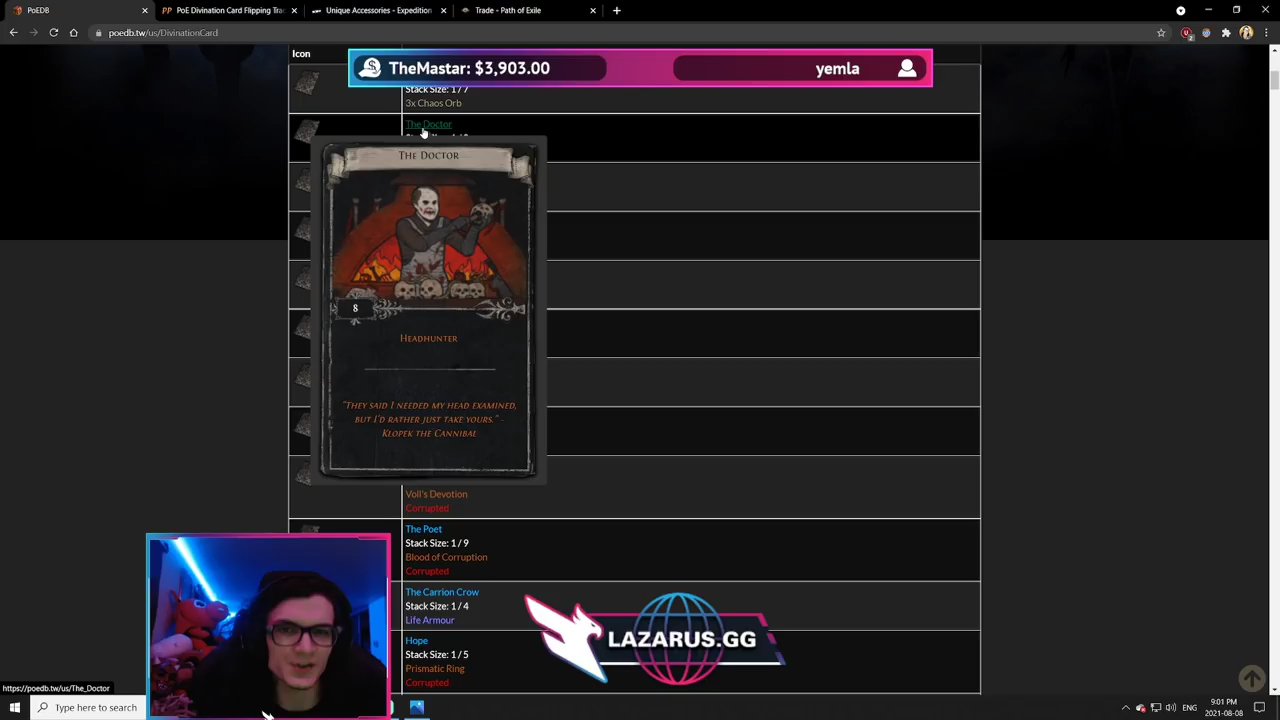 PoEDB
PoE Divination Card Flipping Trac
Unique Accessories - Expedition
Trade - Path of Exile
poedb.tw/us/DivinationCard
Icon
TheMastar: $3,903.00
yemla
Stack Size: 1 / 7
3x Chaos Orb
The Doctor
The Doctor
8
Headhunter
"They said I needed my head examined,
but I'd rather just take yours." -
Klopek the Cannibal
Voll's Devotion
Corrupted
The Poet
Stack Size: 1 / 9
Blood of Corruption
Corrupted
The Carrion Crow
Stack Size: 1 / 4
Life Armour
LAZARUS.GG
Hope
Stack Size: 1 / 5
Prismatic Ring
Corrupted
https://poedb.tw/us/The_Doctor
Type here to search
ENG
9:01 PM
2021-08-08